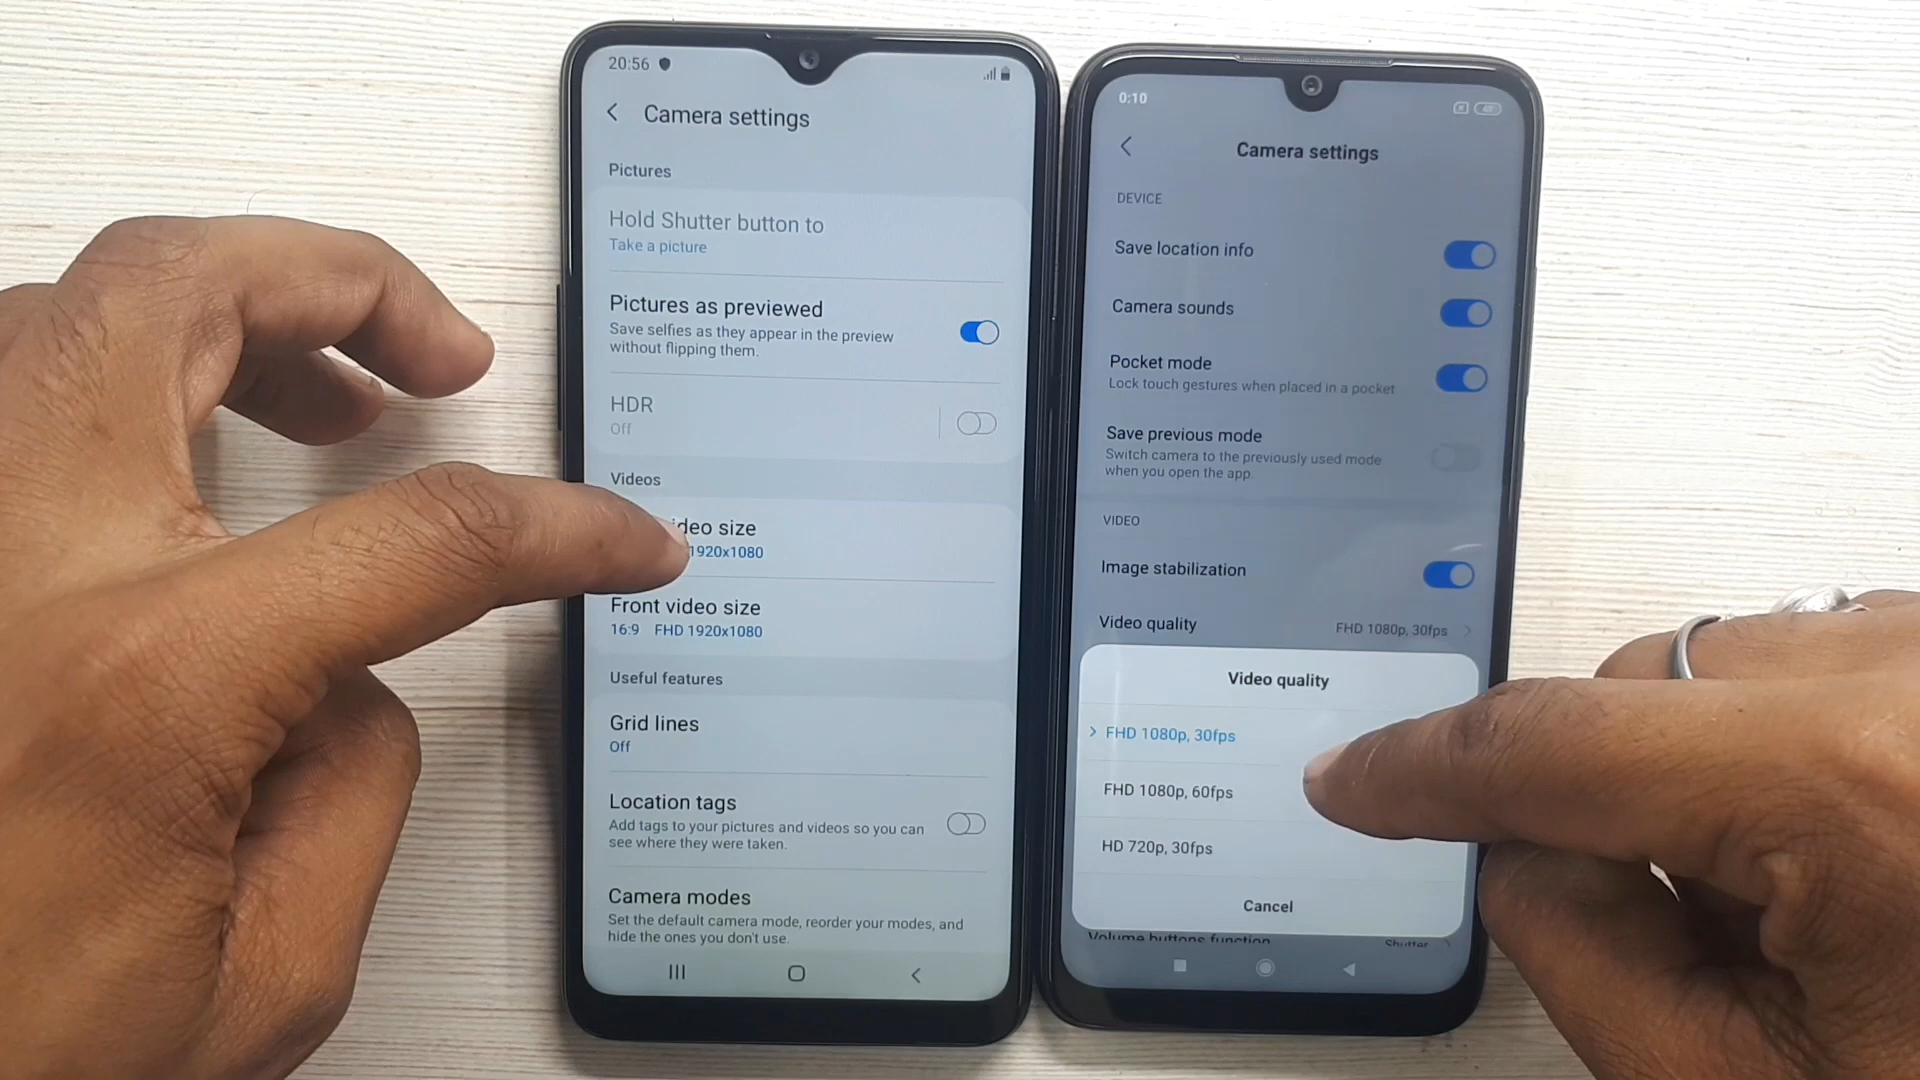 20:56
Camera settings
Pictures
Hold Shutter button to
Take a picture
Pictures as previewed
Save selfies as they appear in the preview
without flipping them.
HDR
Off
Videos
video size
1920x1080
Front video size
16:9 FHD 1920x1080
Useful features
Grid lines
Off
Location tags
Add tags to your pictures and videos so you can
see where they were taken.
Camera modes
Set the default camera mode, reorder your modes, and
hide the ones you don't use.
0:10
Camera settings
DEVICE
Save location info
Camera sounds
Pocket mode
Lock touch gestures when placed in a pocket
Save previous mode
Switch camera to the previously used mode
when you open the app.
VIDEO
Image stabilization
Video quality FHD 1080p, 30fps
Video quality
FHD 1080p, 30fps
FHD 1080p, 60fps
HD 720p, 30fps
Cancel
Volume buttons function Shutter